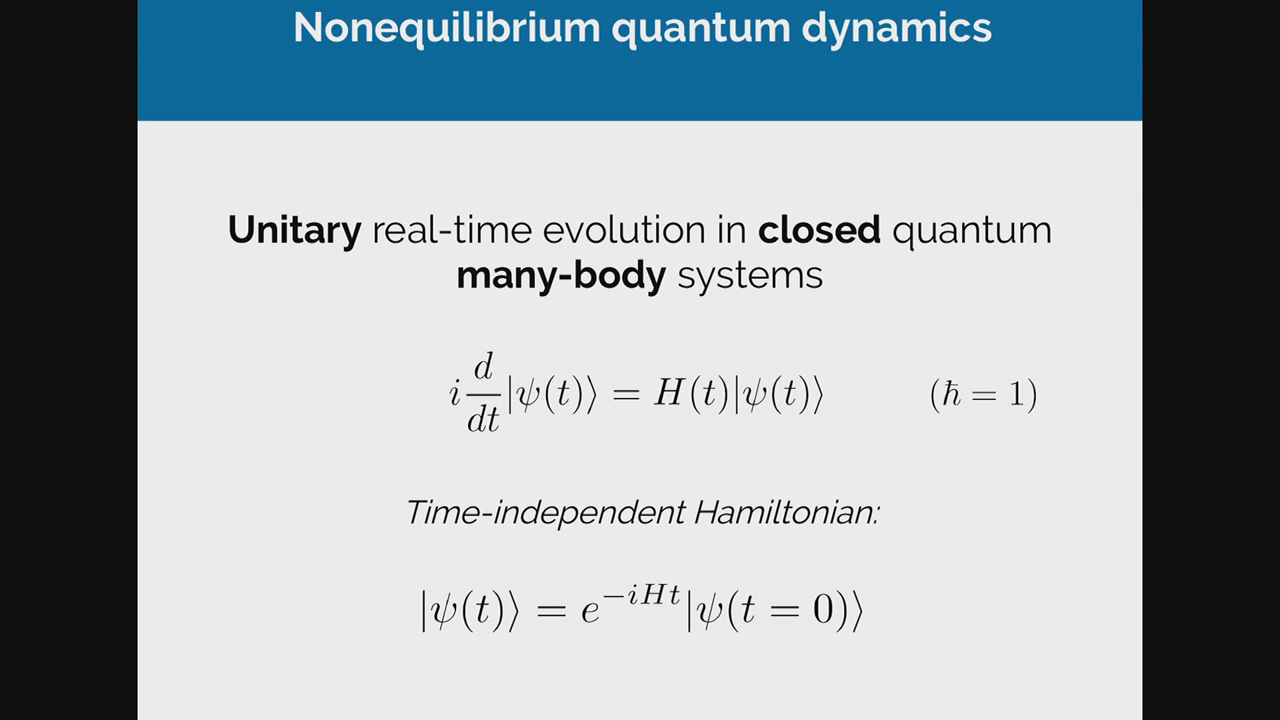 Nonequilibrium quantum dynamics
Unitary real-time evolution in closed quantum
many-body systems
i d/dt |ψ(t)⟩ = H(t)|ψ(t)⟩ (ħ = 1)
Time-independent Hamiltonian:
|ψ(t)⟩ = e^{−iHt}|ψ(t = 0)⟩